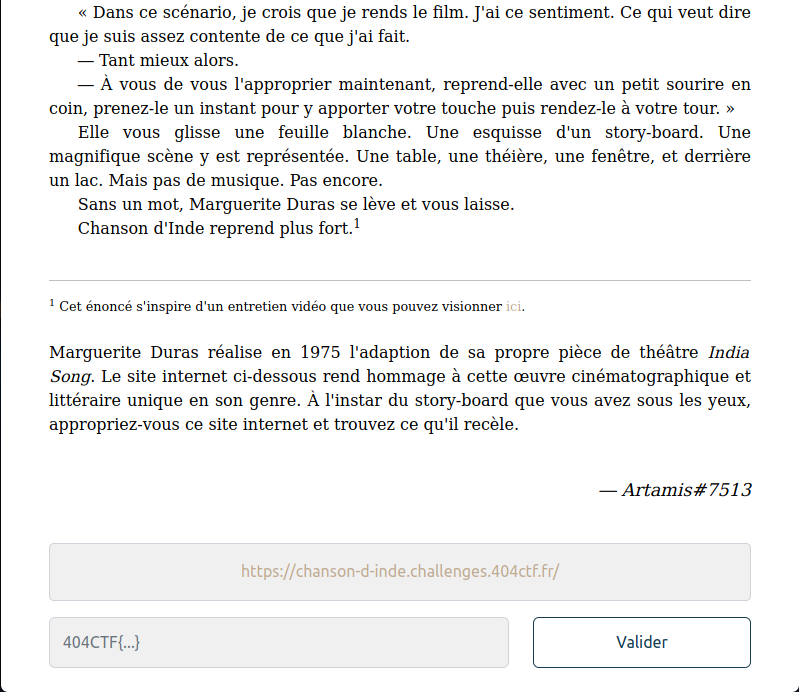 « Dans ce scénario, je crois que je rends le film. J'ai ce sentiment. Ce qui veut dire
que je suis assez contente de ce que j'ai fait.
— Tant mieux alors.
— À vous de vous l'approprier maintenant, reprend-elle avec un petit sourire en
coin, prenez-le un instant pour y apporter votre touche puis rendez-le à votre tour. »
Elle vous glisse une feuille blanche. Une esquisse d'un story-board. Une
magnifique scène y est représentée. Une table, une théière, une fenêtre, et derrière
un lac. Mais pas de musique. Pas encore.
Sans un mot, Marguerite Duras se lève et vous laisse.
Chanson d'Inde reprend plus fort.¹
¹ Cet énoncé s'inspire d'un entretien vidéo que vous pouvez visionner ici.
Marguerite Duras réalise en 1975 l'adaption de sa propre pièce de théâtre India
Song. Le site internet ci-dessous rend hommage à cette œuvre cinématographique et
littéraire unique en son genre. À l'instar du story-board que vous avez sous les yeux,
appropriez-vous ce site internet et trouvez ce qu'il recèle.
— Artamis#7513
https://chanson-d-inde.challenges.404ctf.fr/
404CTF{...}
Valider